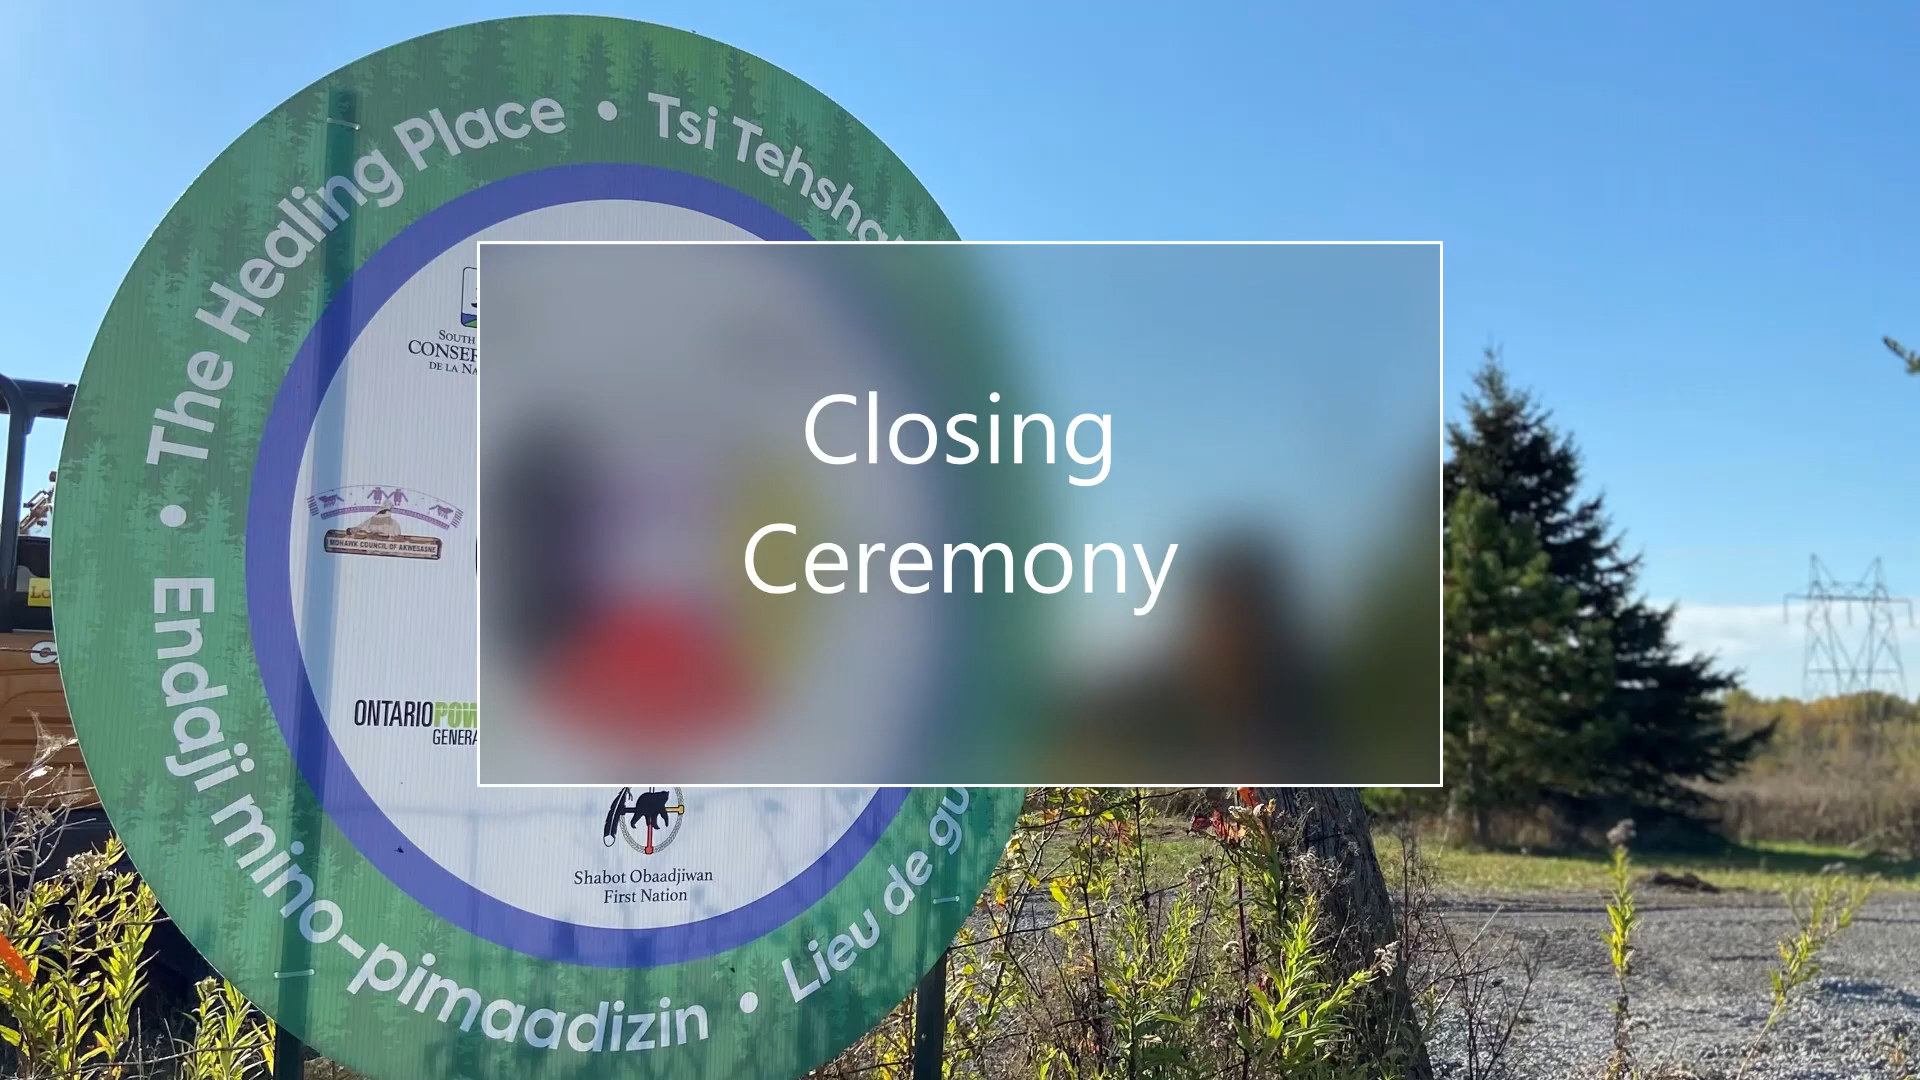 The Healing Place • Tsi Tehsha
SOUTH
CONSER
DE LA NA
MOHAWK COUNCIL OF AKWESASNE
ONTARIOPOW
GENERA
Closing
Ceremony
Shabot Obaadjiwan
First Nation
• Endaji mino-pimaadizin • Lieu de gu